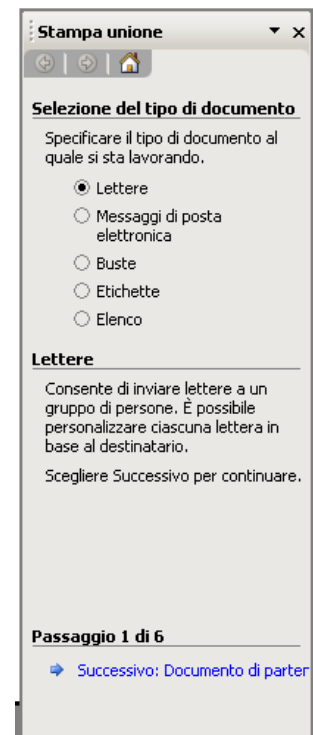 Stampa unione
Selezione del tipo di documento
Specificare il tipo di documento al
quale si sta lavorando.
Lettere
Messaggi di posta
elettronica
Buste
Etichette
Elenco
Lettere
Consente di inviare lettere a un
gruppo di persone. È possibile
personalizzare ciascuna lettera in
base al destinatario.
Scegliere Successivo per continuare.
Passaggio 1 di 6
Successivo: Documento di parter